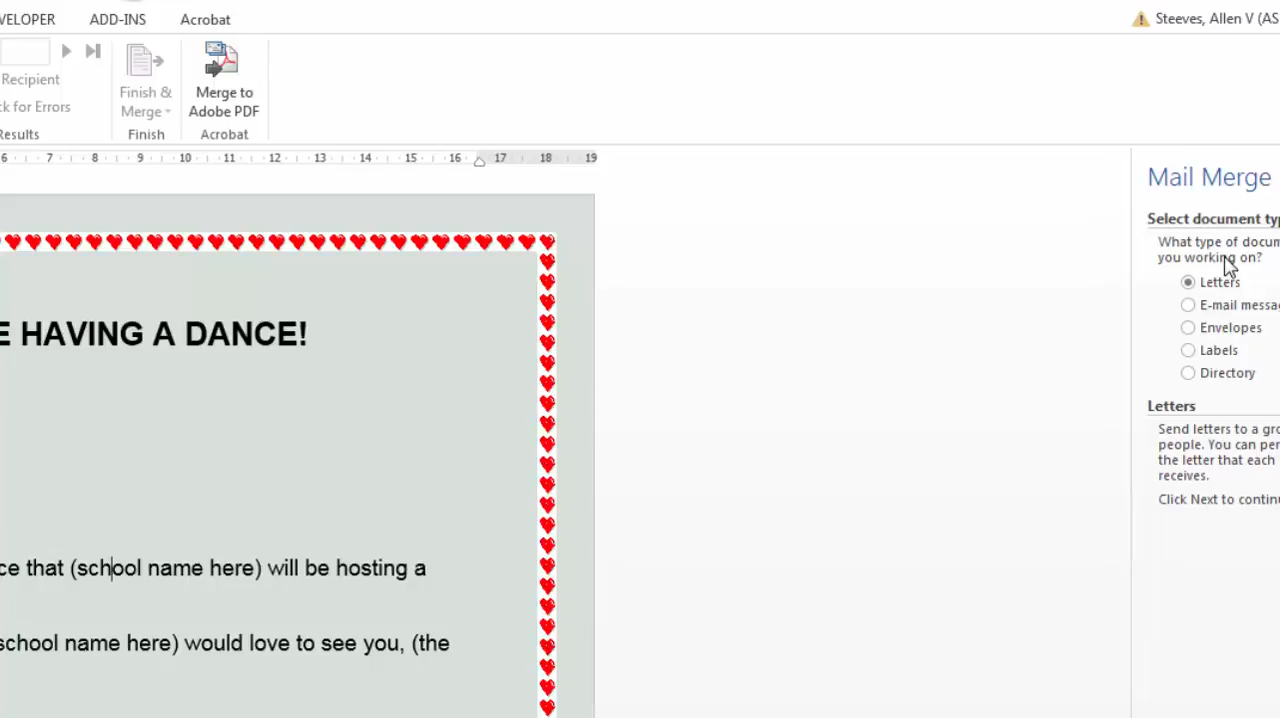 VELOPER ADD-INS Acrobat Steeves, Allen V (AS
Recipient
ck for Errors
Results
Finish &
Merge
Finish
Merge to
Adobe PDF
Acrobat
6 7 8 9 10 11 12 13 14 15 16 17 18 19
Mail Merge
Select document typ
What type of docum
you working on?
Letters
E-mail messa
Envelopes
Labels
Directory
Letters
Send letters to a gro
people. You can per
the letter that each
receives.
Click Next to continu
E HAVING A DANCE!
ce that (school name here) will be hosting a
school name here) would love to see you, (the